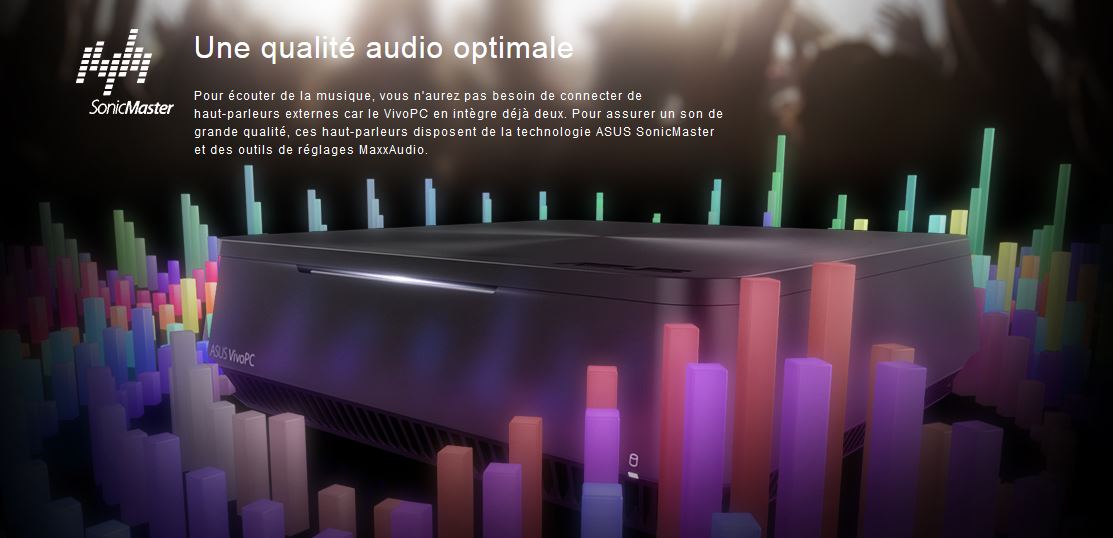 Une qualité audio optimale
SonicMaster
Pour écouter de la musique, vous n'aurez pas besoin de connecter de
haut-parleurs externes car le VivoPC en intègre déjà deux. Pour assurer un son de
grande qualité, ces haut-parleurs disposent de la technologie ASUS SonicMaster
et des outils de réglages MaxxAudio.
ASUS VivoPC